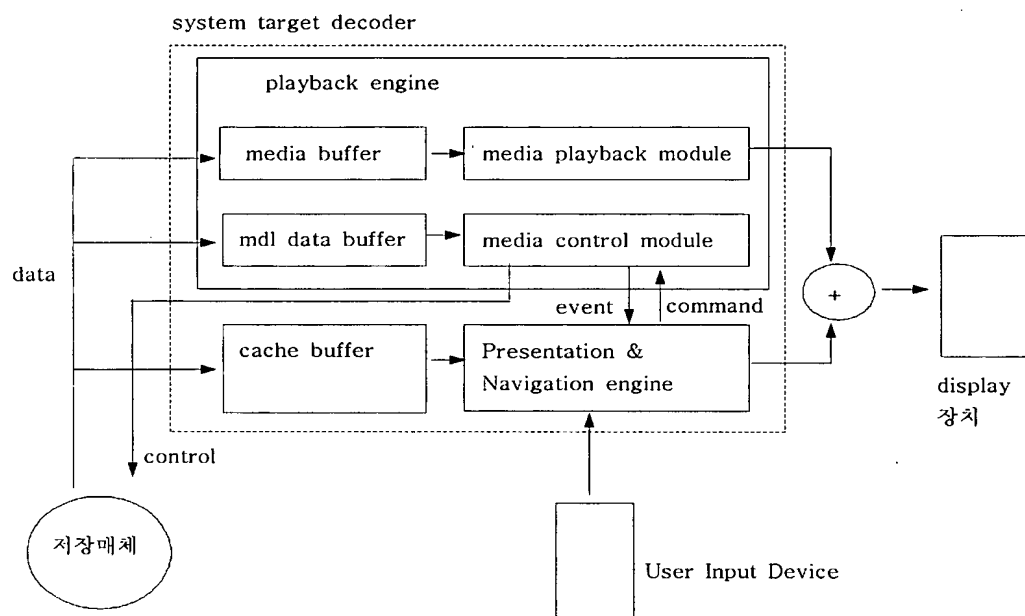 system target decoder
playback engine
media buffer
media playback module
mdl data buffer
media control module
data
event
command
+
cache buffer
Presentation &
Navigation engine
display
장치
control
저장매체
User Input Device